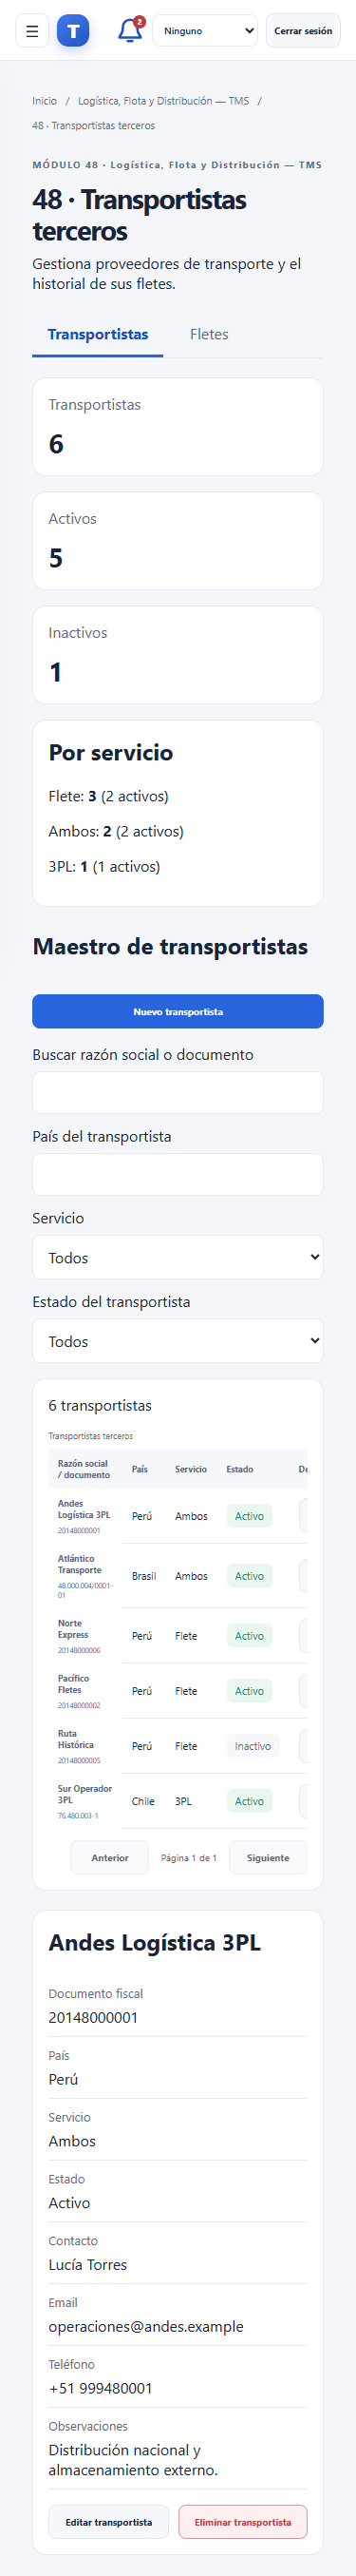 ☰ T 2 Ninguno Cerrar sesión
Inicio / Logística, Flota y Distribución — TMS /
48 · Transportistas terceros
MÓDULO 48 · Logística, Flota y Distribución — TMS
48 · Transportistas
terceros
Gestiona proveedores de transporte y el
historial de sus fletes.
Transportistas Fletes
Transportistas
6
Activos
5
Inactivos
1
Por servicio
Flete: 3 (2 activos)
Ambos: 2 (2 activos)
3PL: 1 (1 activos)
Maestro de transportistas
Nuevo transportista
Buscar razón social o documento
País del transportista
Servicio
Todos
Estado del transportista
Todos
6 transportistas
Transportistas terceros
Razón social
/ documento País Servicio Estado
Andes
Logística 3PL
20148000001 Perú Ambos Activo
Atlántico
Transporte
48.000.004/0001-
01 Brasil Ambos Activo
Norte
Express
20148000006 Perú Flete Activo
Pacífico
Fletes
20148000002 Perú Flete Activo
Ruta
Histórica
20148000005 Perú Flete Inactivo
Sur Operador
3PL
76.480.003-1 Chile 3PL Activo
Anterior Página 1 de 1 Siguiente
Andes Logística 3PL
Documento fiscal
20148000001
País
Perú
Servicio
Ambos
Estado
Activo
Contacto
Lucía Torres
Email
operaciones@andes.example
Teléfono
+51 999480001
Observaciones
Distribución nacional y
almacenamiento externo.
Editar transportista Eliminar transportista